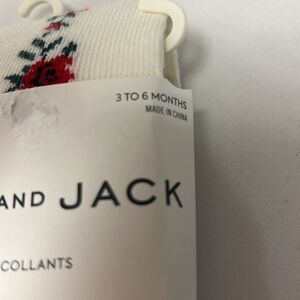 3 TO 6 MONTHS
MADE IN CHINA
AND JACK
COLLANTS